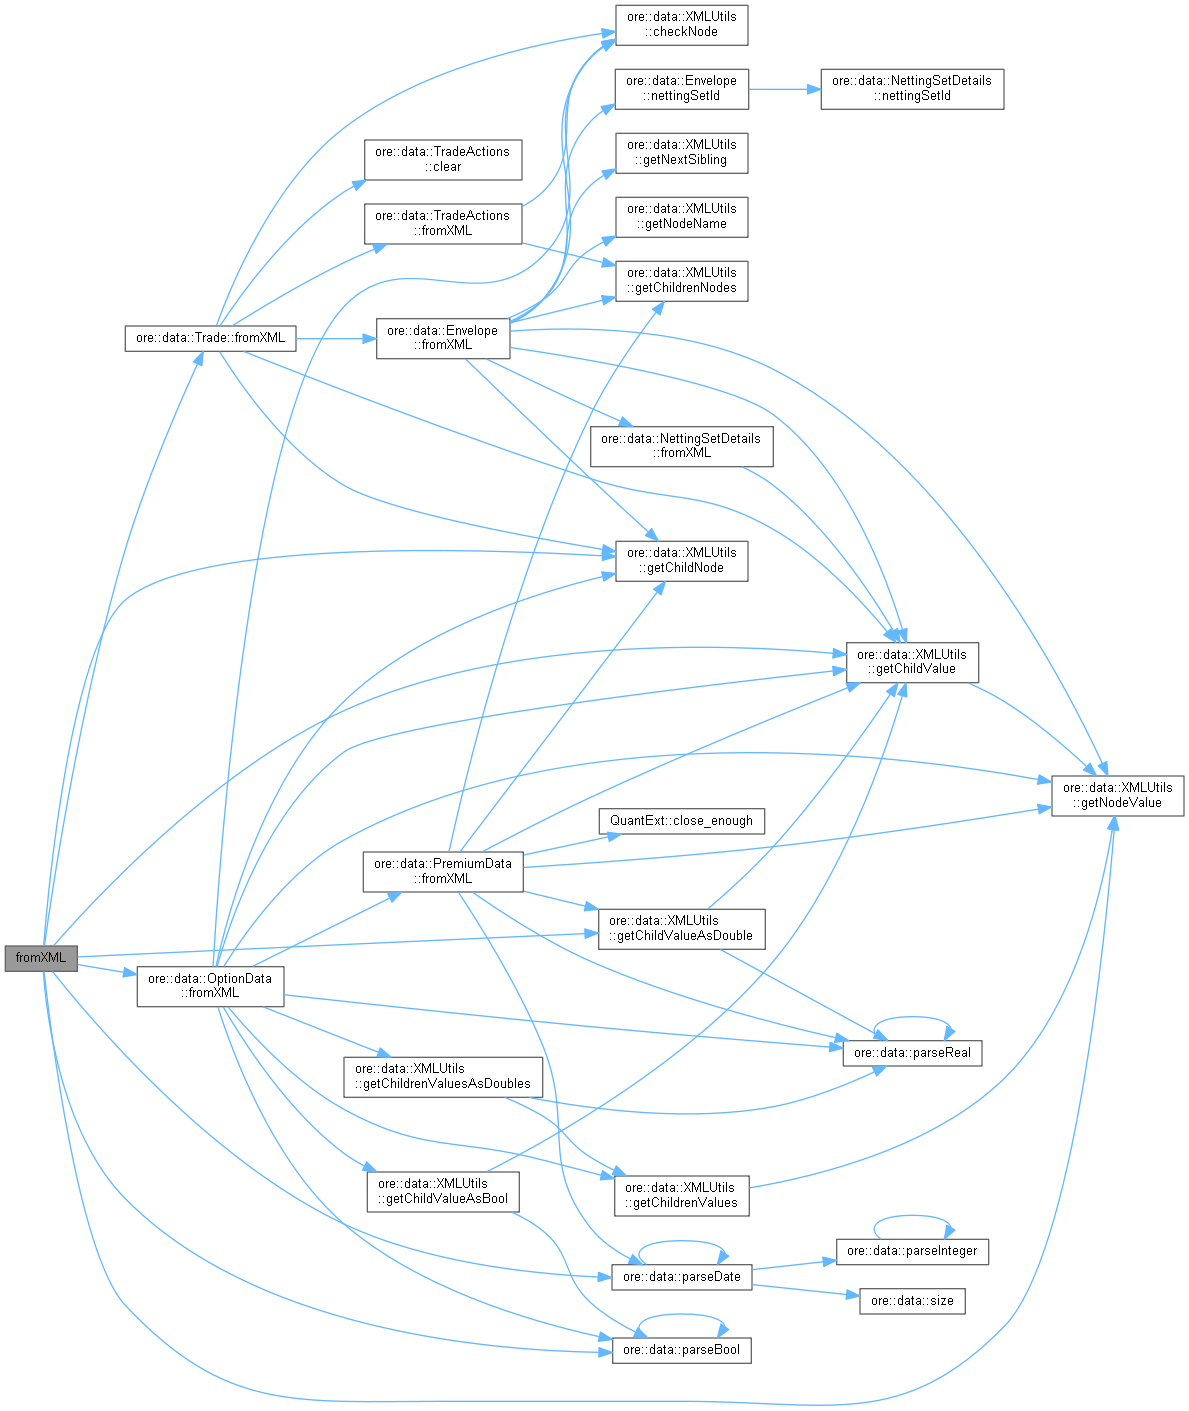 ore::data::XMLUtils
::checkNode
ore::data::Envelope
::nettingSetId
ore::data::NettingSetDetails
::nettingSetId
ore::data::TradeActions
::clear
ore::data::XMLUtils
::getNextSibling
ore::data::TradeActions
::fromXML
ore::data::XMLUtils
::getNodeName
ore::data::XMLUtils
::getChildrenNodes
ore::data::Trade::fromXML
ore::data::Envelope
::fromXML
ore::data::NettingSetDetails
::fromXML
ore::data::XMLUtils
::getChildNode
ore::data::XMLUtils
::getChildValue
ore::data::XMLUtils
::getNodeValue
QuantExt::close_enough
ore::data::PremiumData
::fromXML
ore::data::XMLUtils
::getChildValueAsDouble
fromXML
ore::data::OptionData
::fromXML
ore::data::parseReal
ore::data::XMLUtils
::getChildrenValuesAsDoubles
ore::data::XMLUtils
::getChildValueAsBool
ore::data::XMLUtils
::getChildrenValues
ore::data::parseInteger
ore::data::parseDate
ore::data::size
ore::data::parseBool